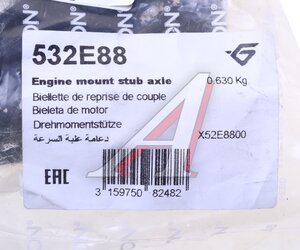 532E88
Engine mount stub axle
0.630 Kg
Biellette de reprise de couple
Bieleta de motor
Drehmomentstütze
دعامة علبة السرعة
X52E8800
EAC
3 159750 82482